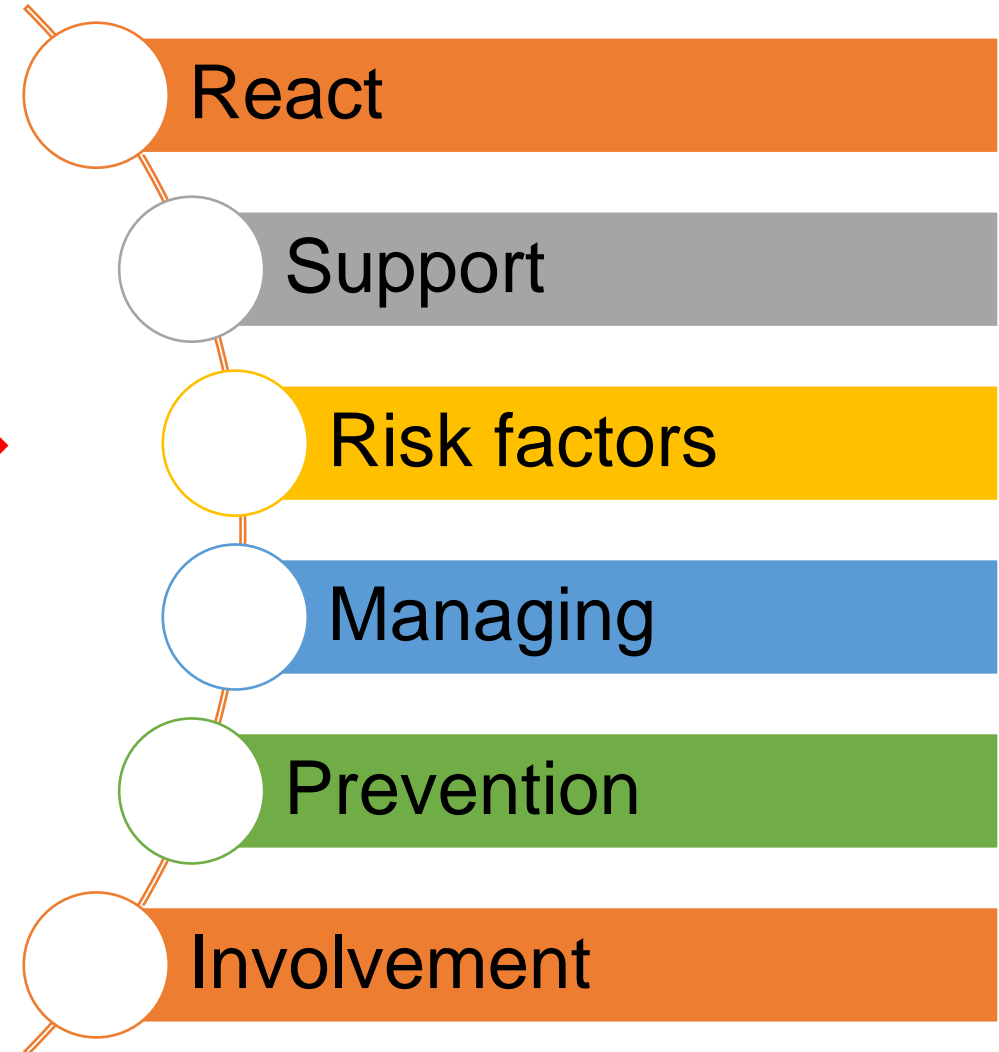 React
Support
Risk factors
Managing
Prevention
Involvement